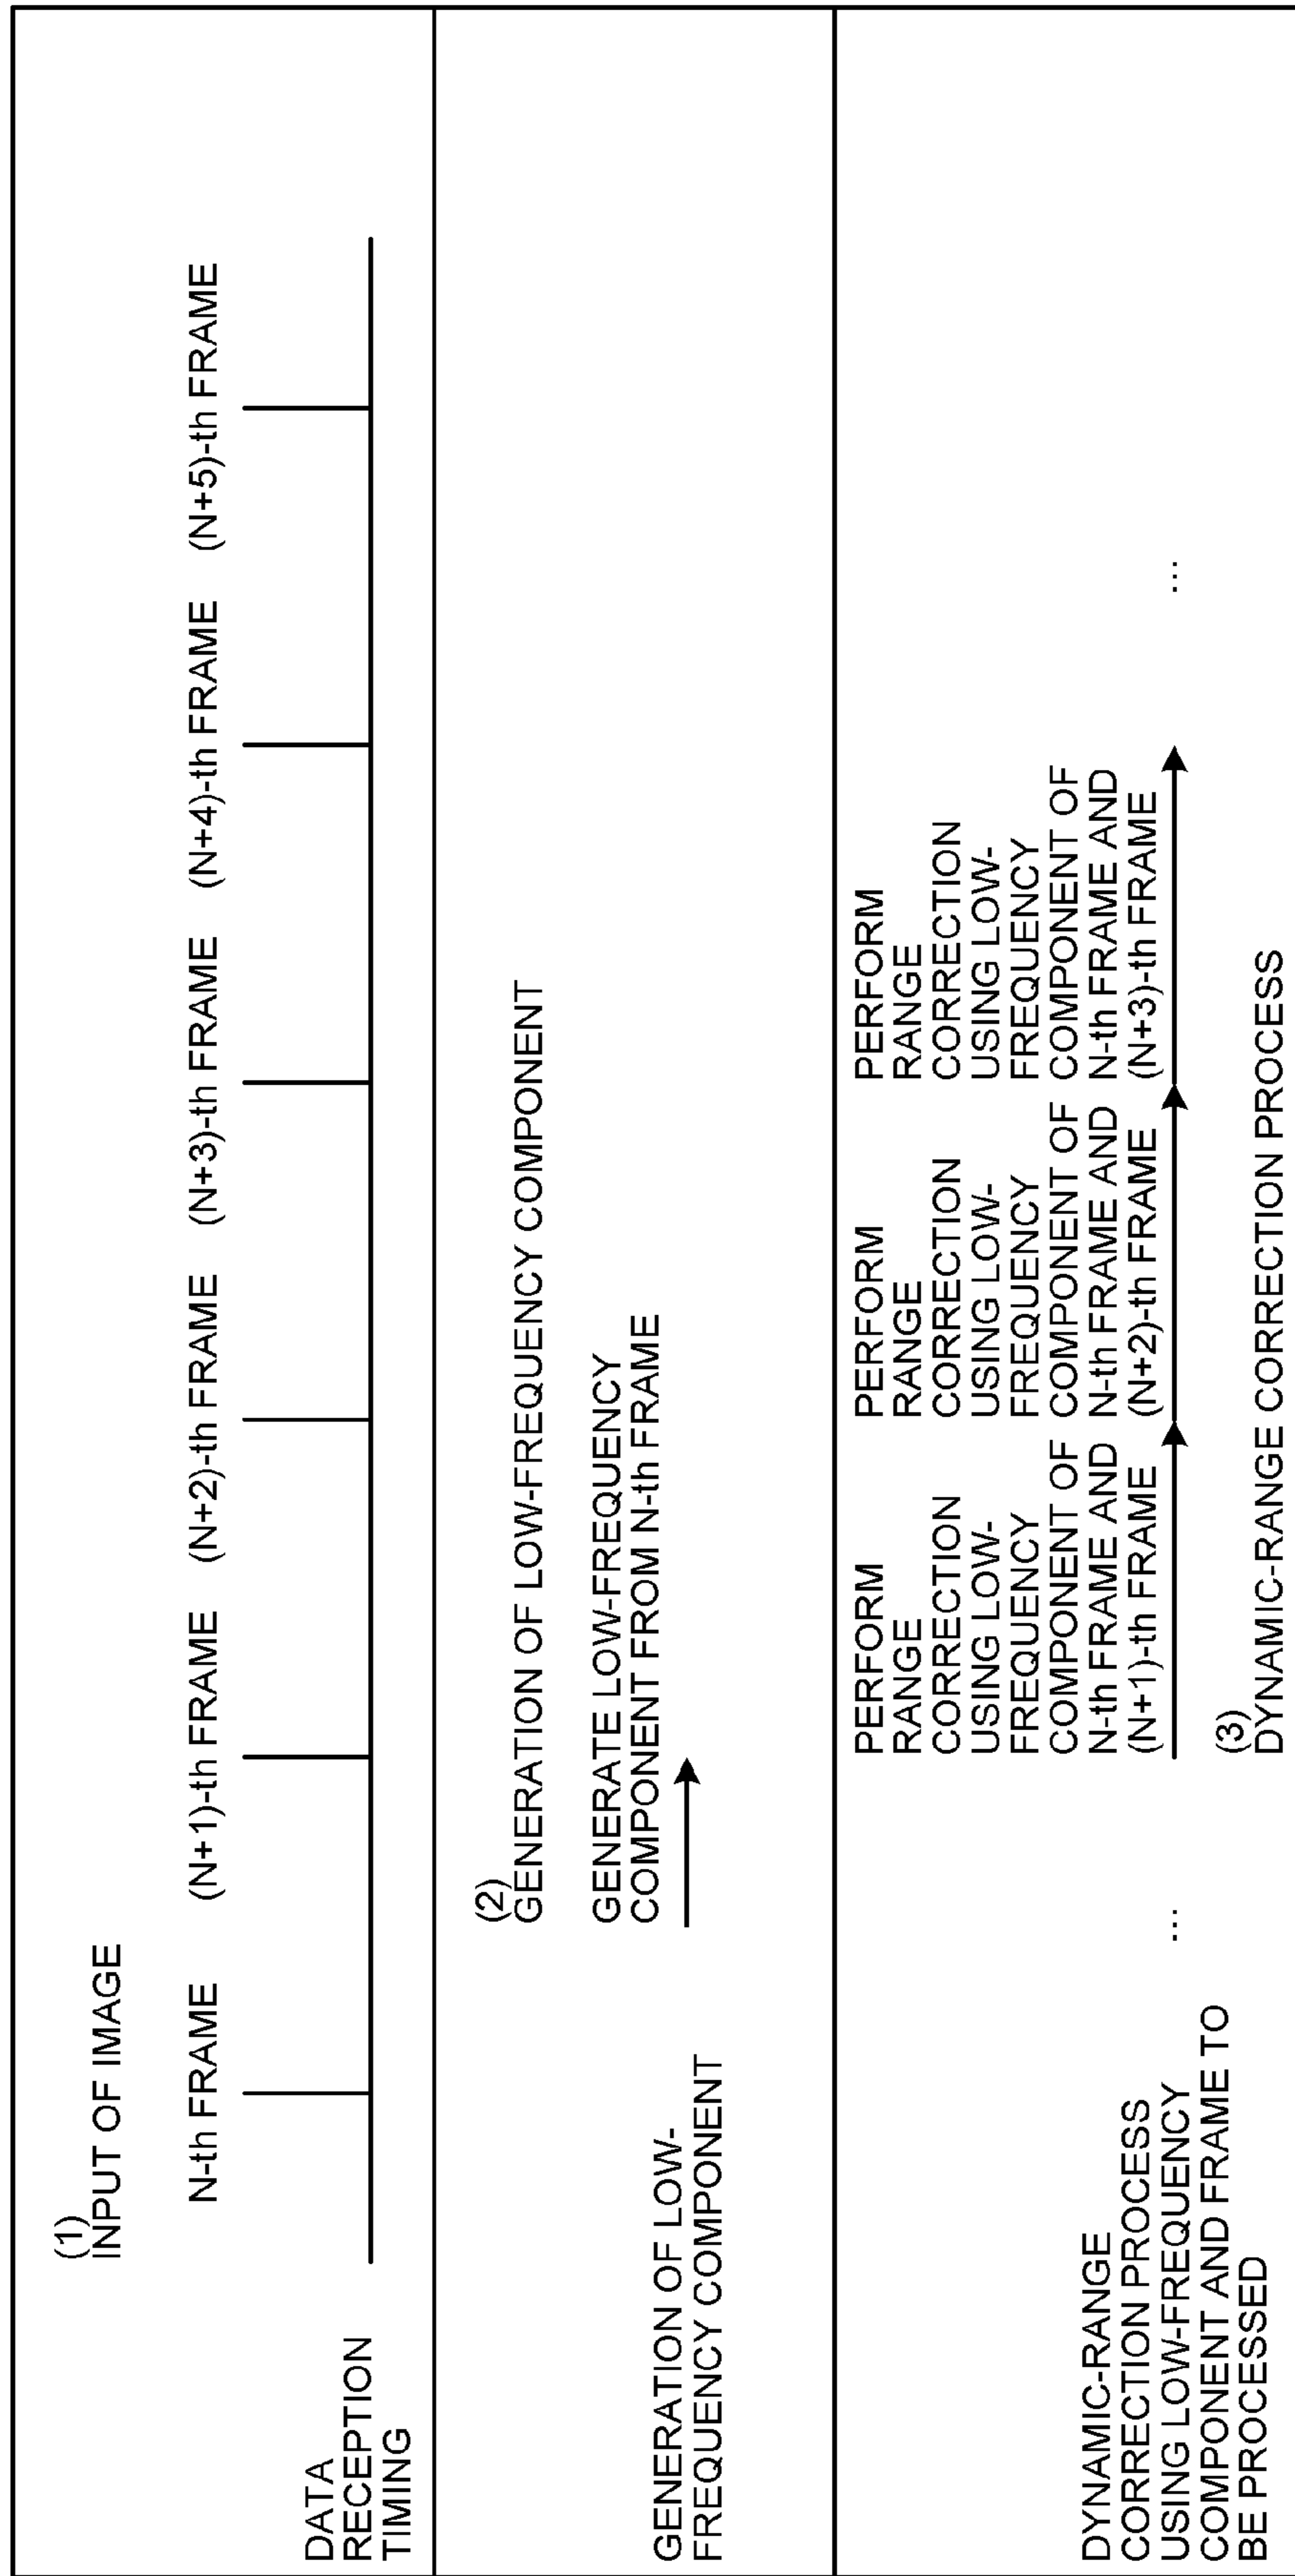 (1)
INPUT OF IMAGE
N-th FRAME
(N+1)-th FRAME
(N+2)-th FRAME
(N+3)-th FRAME
(N+4)-th FRAME
(N+5)-th FRAME
DATA
RECEPTION
TIMING
(2)
GENERATION OF LOW-FREQUENCY COMPONENT
GENERATE LOW-FREQUENCY
COMPONENT FROM N-th FRAME
GENERATION OF LOW-
FREQUENCY COMPONENT
DYNAMIC-RANGE
CORRECTION PROCESS
USING LOW-FREQUENCY
COMPONENT AND FRAME TO
BE PROCESSED
...
PERFORM
RANGE
CORRECTION
USING LOW-
FREQUENCY
COMPONENT OF
N-th FRAME AND
(N+1)-th FRAME
PERFORM
RANGE
CORRECTION
USING LOW-
FREQUENCY
COMPONENT OF
N-th FRAME AND
(N+2)-th FRAME
PERFORM
RANGE
CORRECTION
USING LOW-
FREQUENCY
COMPONENT OF
N-th FRAME AND
(N+3)-th FRAME
...
(3)
DYNAMIC-RANGE CORRECTION PROCESS